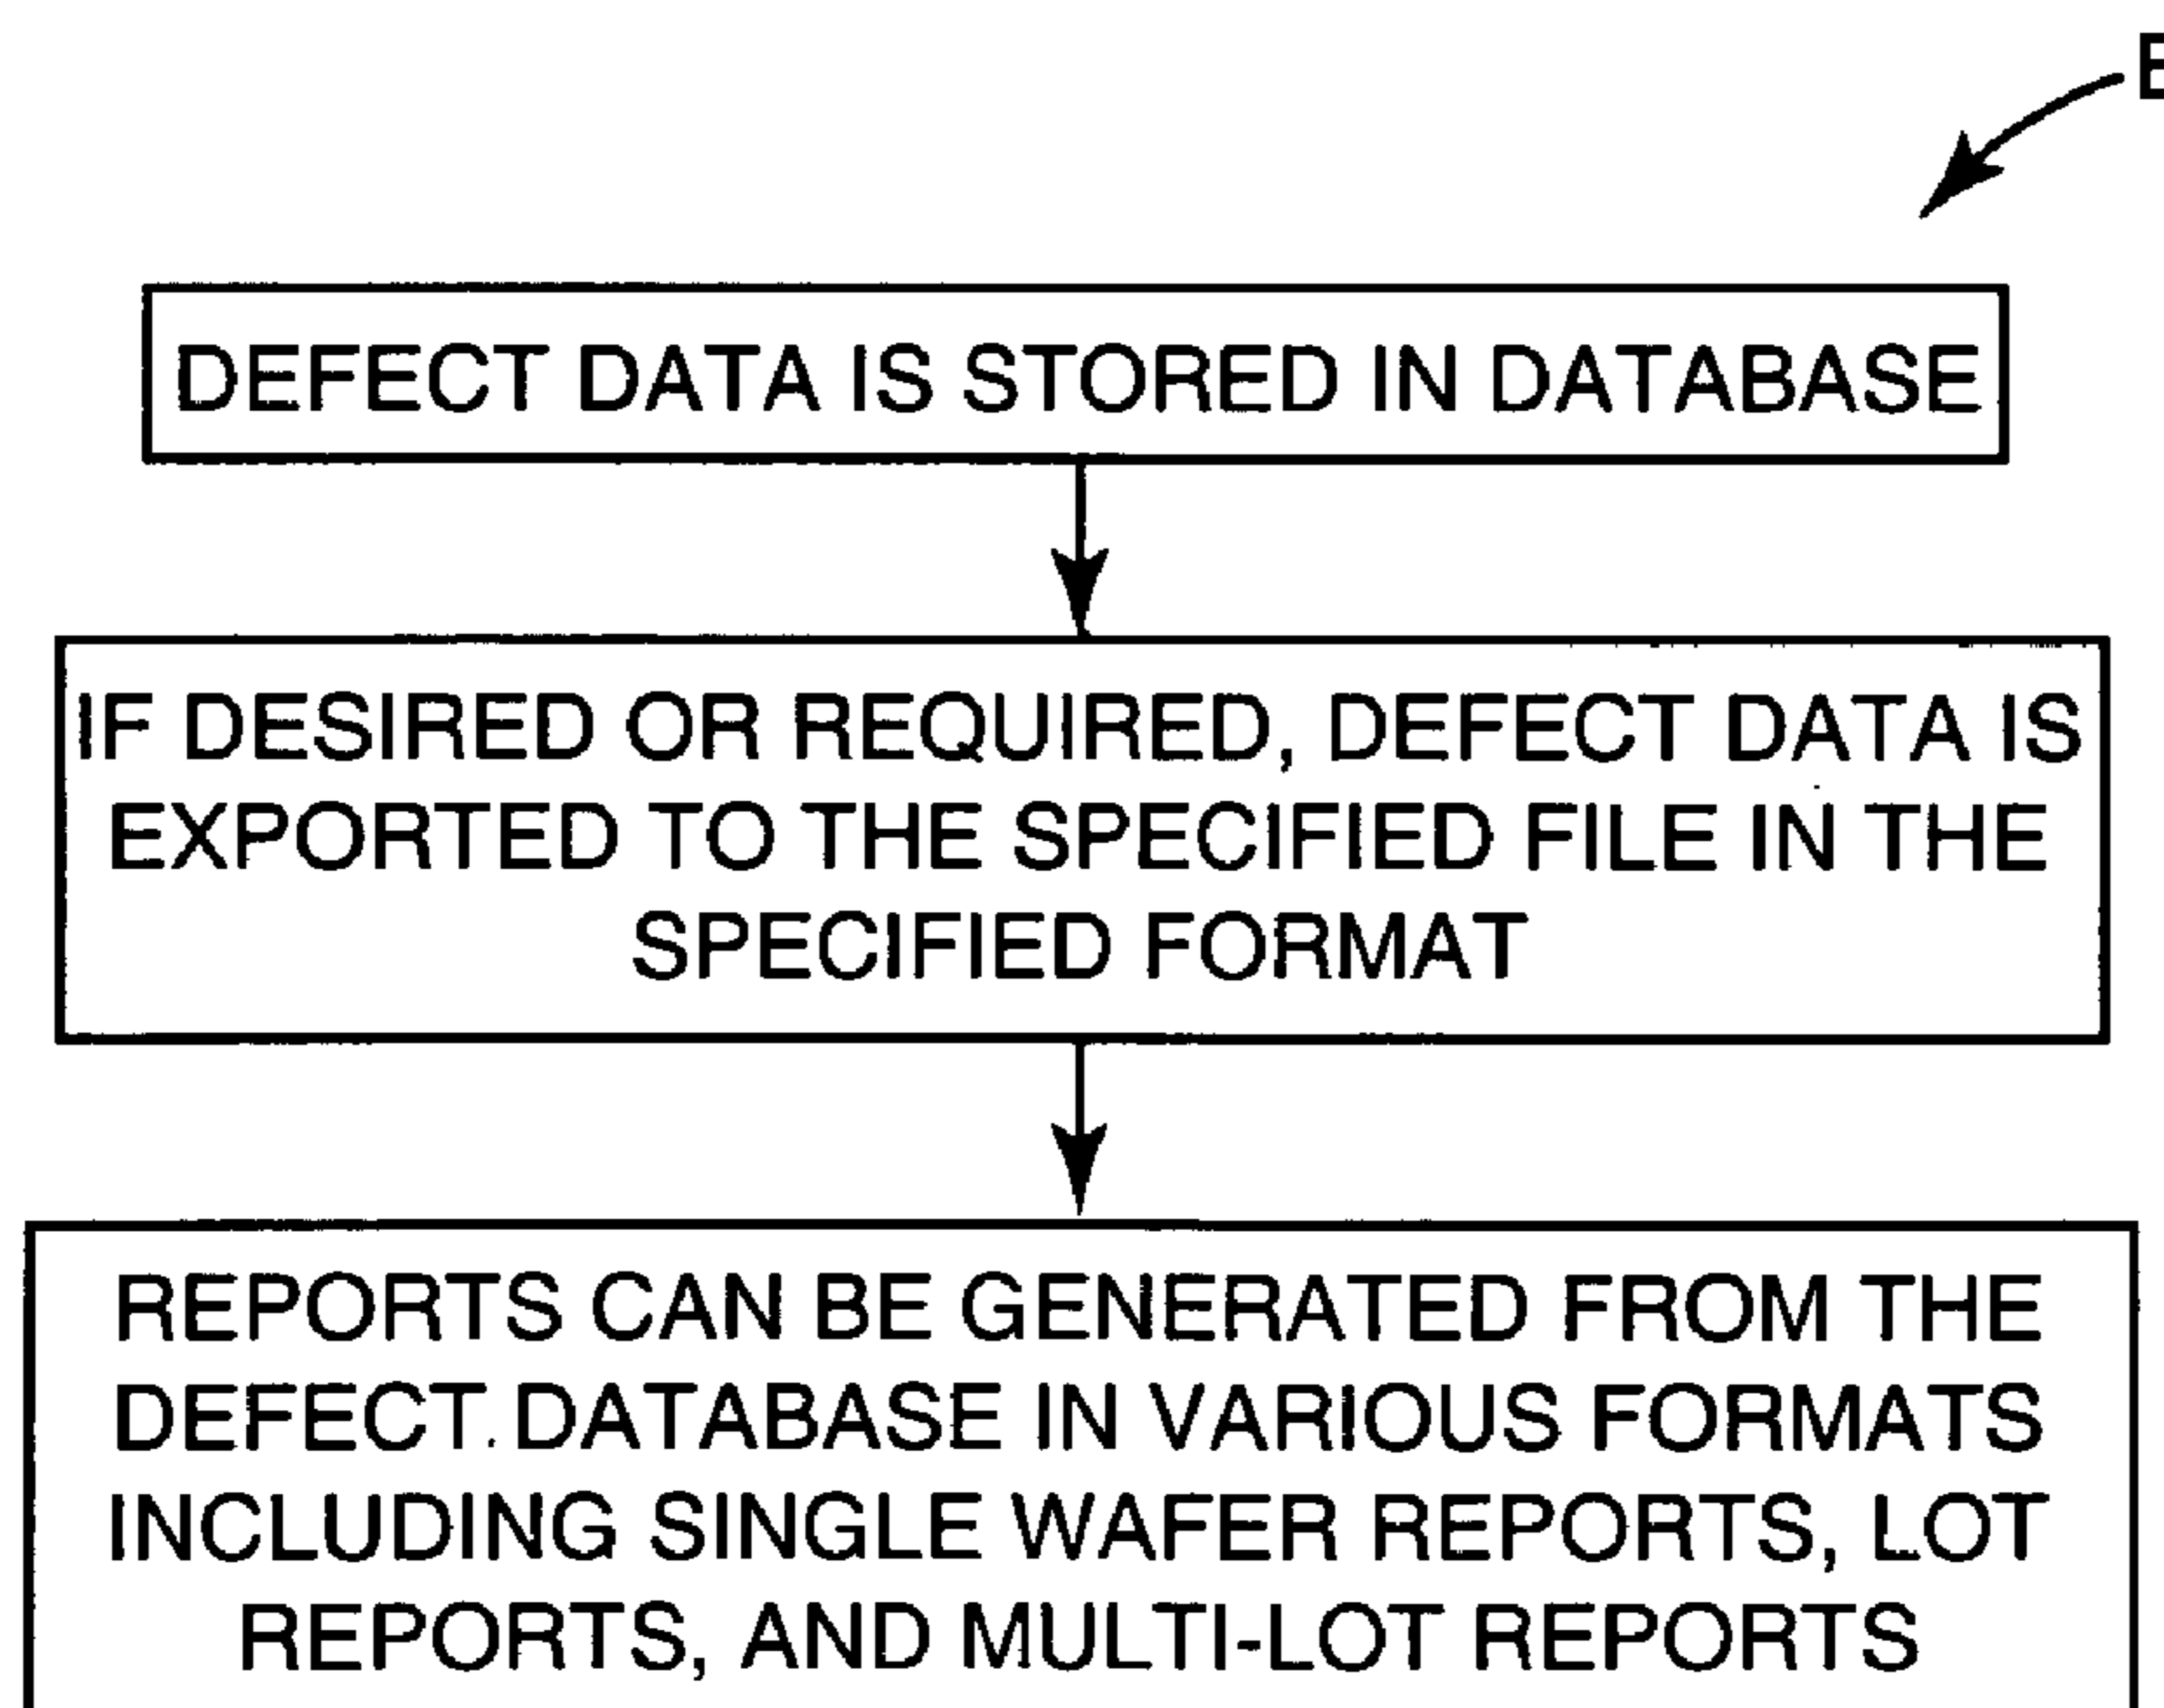 E
DEFECT DATA IS STORED IN DATABASE
IF DESIRED OR REQUIRED, DEFECT DATA IS
EXPORTED TO THE SPECIFIED FILE IN THE
SPECIFIED FORMAT
REPORTS CAN BE GENERATED FROM THE
DEFECT DATABASE IN VARIOUS FORMATS
INCLUDING SINGLE WAFER REPORTS, LOT
REPORTS, AND MULTI-LOT REPORTS